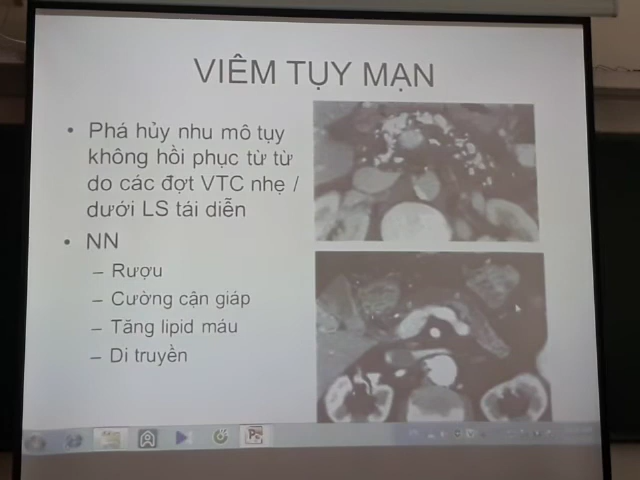 VIÊM TỤY MẠN
• Phá hủy nhu mô tụy
không hồi phục từ từ
do các đợt VTC nhẹ /
dưới LS tái diễn
• NN
– Rượu
– Cường cận giáp
– Tăng lipid máu
– Di truyền